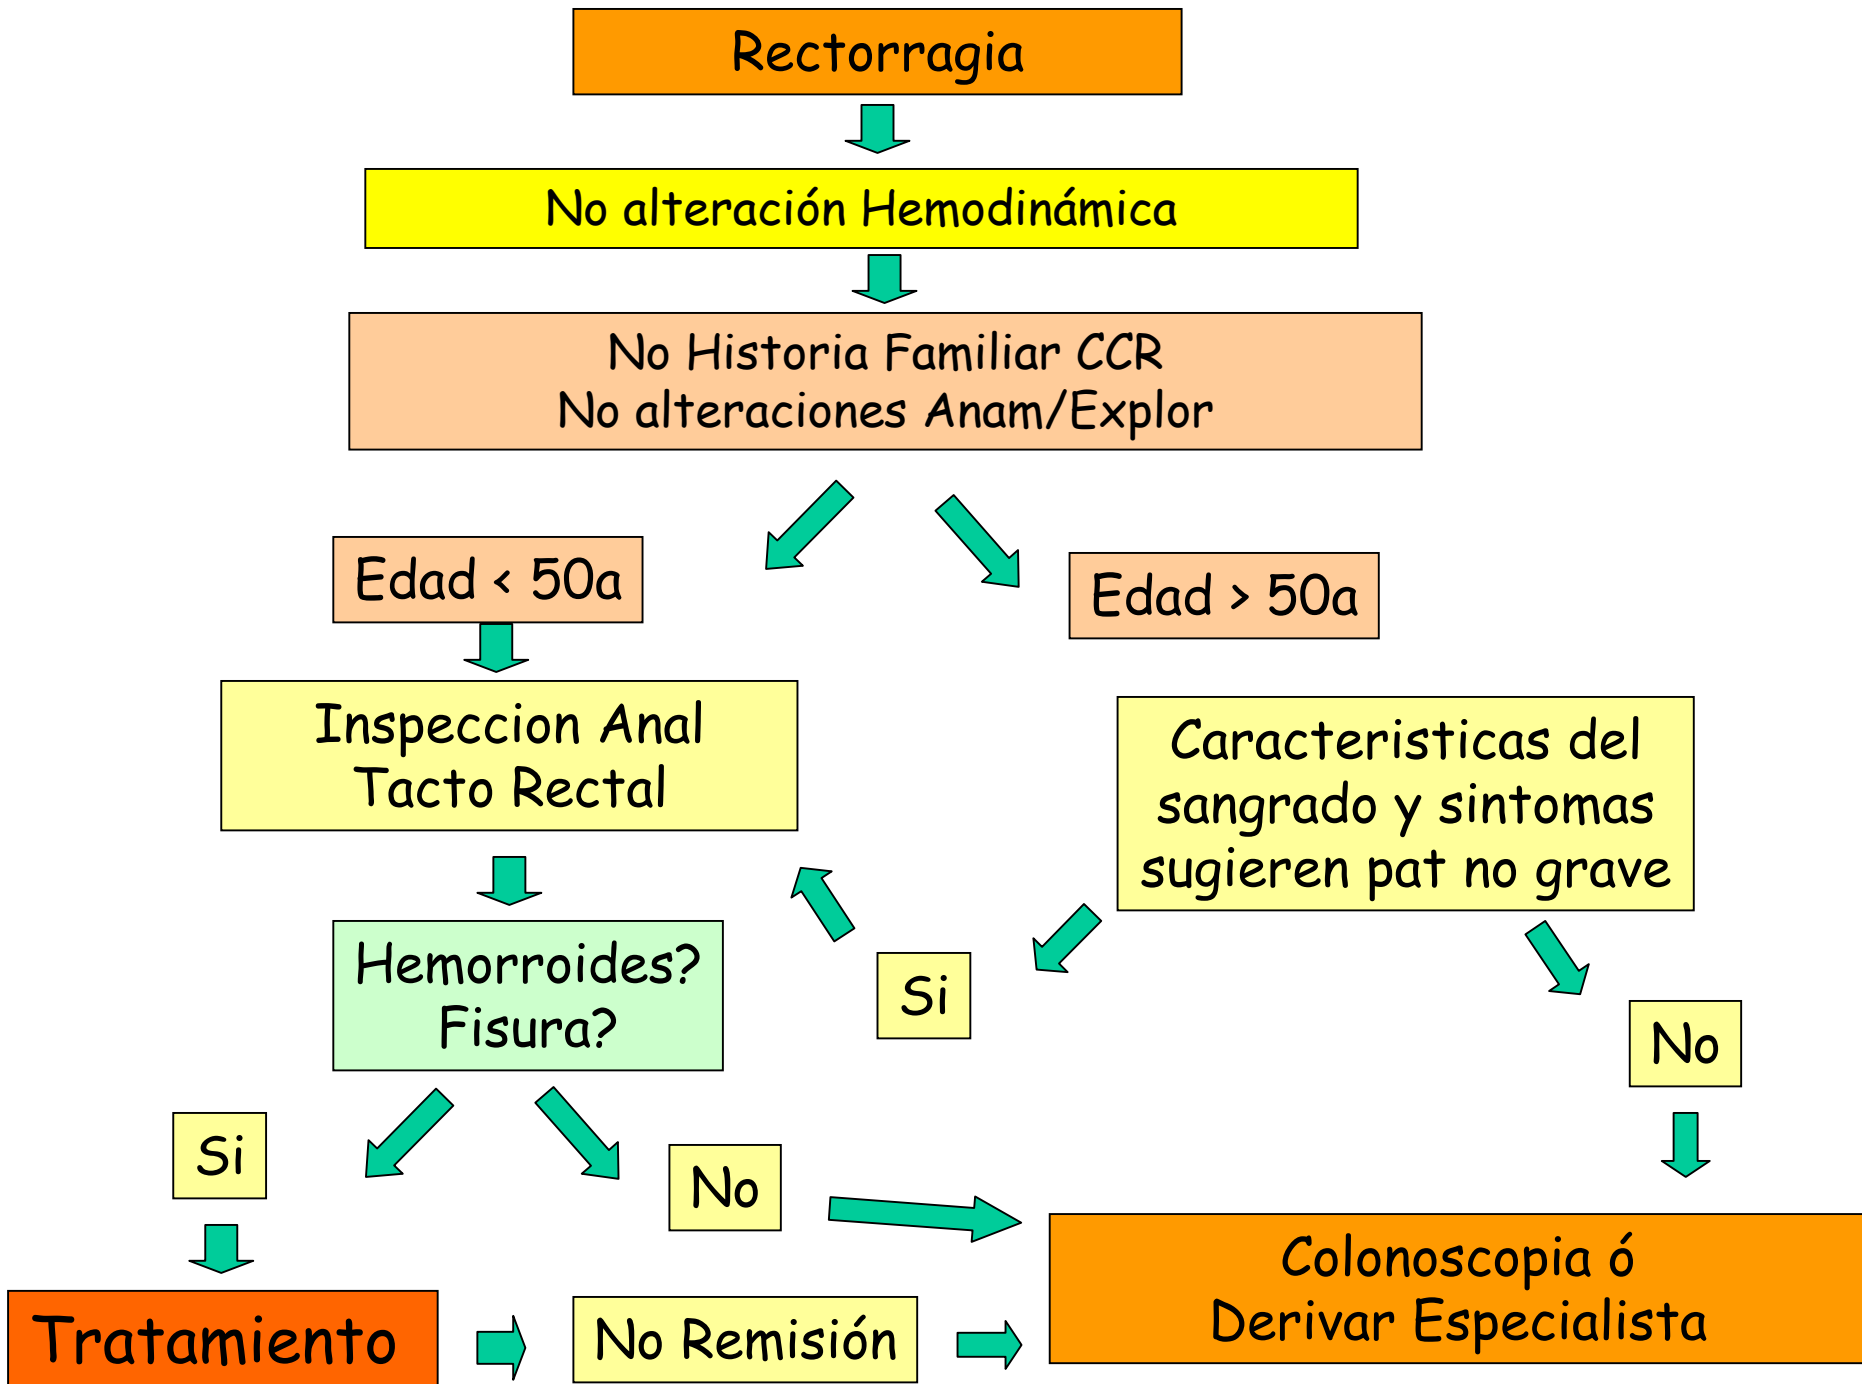 Rectorragia
No alteración Hemodinámica
No Historia Familiar CCR
No alteraciones Anam/Explor
Edad < 50a
Edad > 50a
Inspeccion Anal
Tacto Rectal
Caracteristicas del
sangrado y sintomas
sugieren pat no grave
Hemorroides?
Fisura?
Si
No
Si
No
Tratamiento
No Remisión
Colonoscopia ó
Derivar Especialista